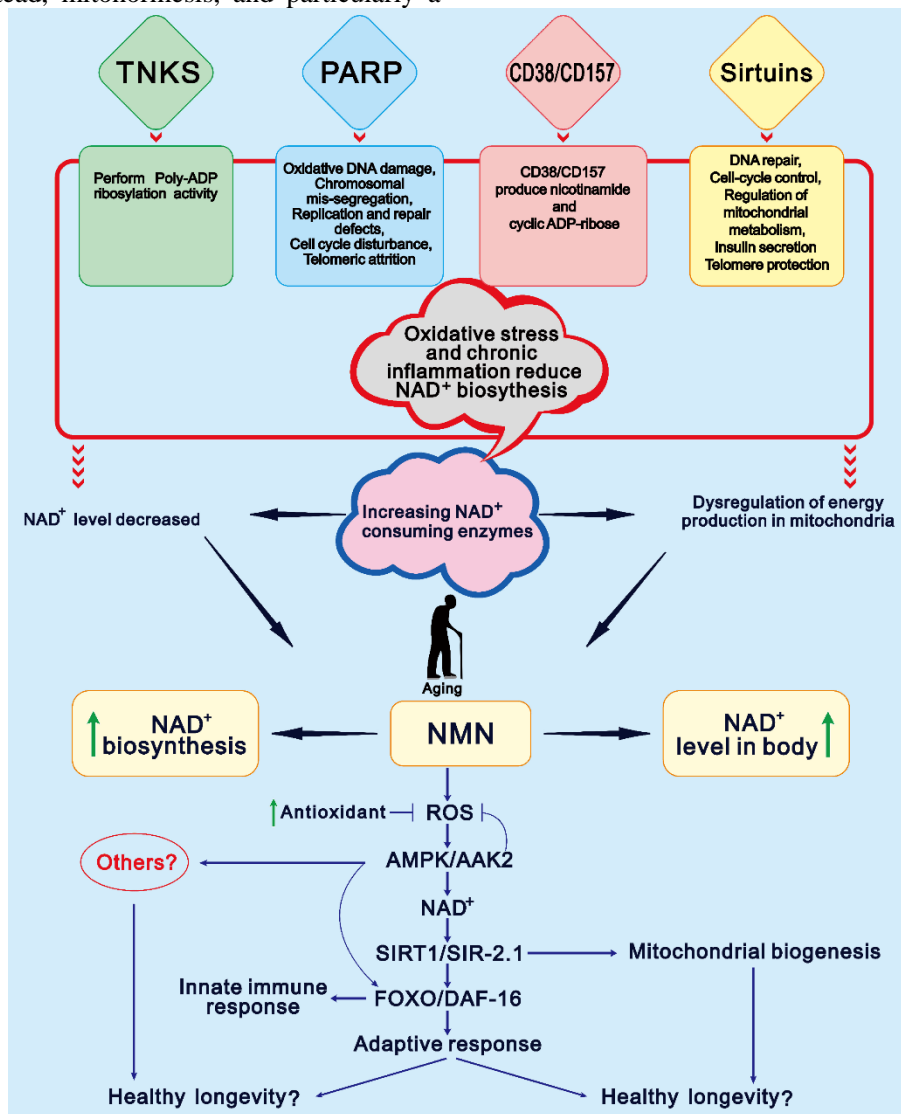 ead, mitohormesis, and particularly a
TNKS
PARP
CD38/CD157
Sirtuins
Perform Poly-ADP
ribosylation activity
Oxidative DNA damage,
Chromosomal
mis-segregation,
Replication and repair
defects,
Cell cycle disturbance,
Telomeric attrition
CD38/CD157
produce nicotinamide
and
cyclic ADP-ribose
DNA repair,
Cell-cycle control,
Regulation of
mitochondrial
metabolism,
Insulin secretion
Telomere protection
Oxidative stress
and chronic
inflammation reduce
NAD⁺ biosythesis
NAD⁺ level decreased
Increasing NAD⁺
consuming enzymes
Dysregulation of energy
production in mitochondria
Aging
NAD⁺
biosynthesis
NMN
NAD⁺
level in body
Antioxidant
ROS
Others?
AMPK/AAK2
NAD⁺
SIRT1/SIR-2.1
Mitochondrial biogenesis
Innate immune
response
FOXO/DAF-16
Adaptive response
Healthy longevity?
Healthy longevity?